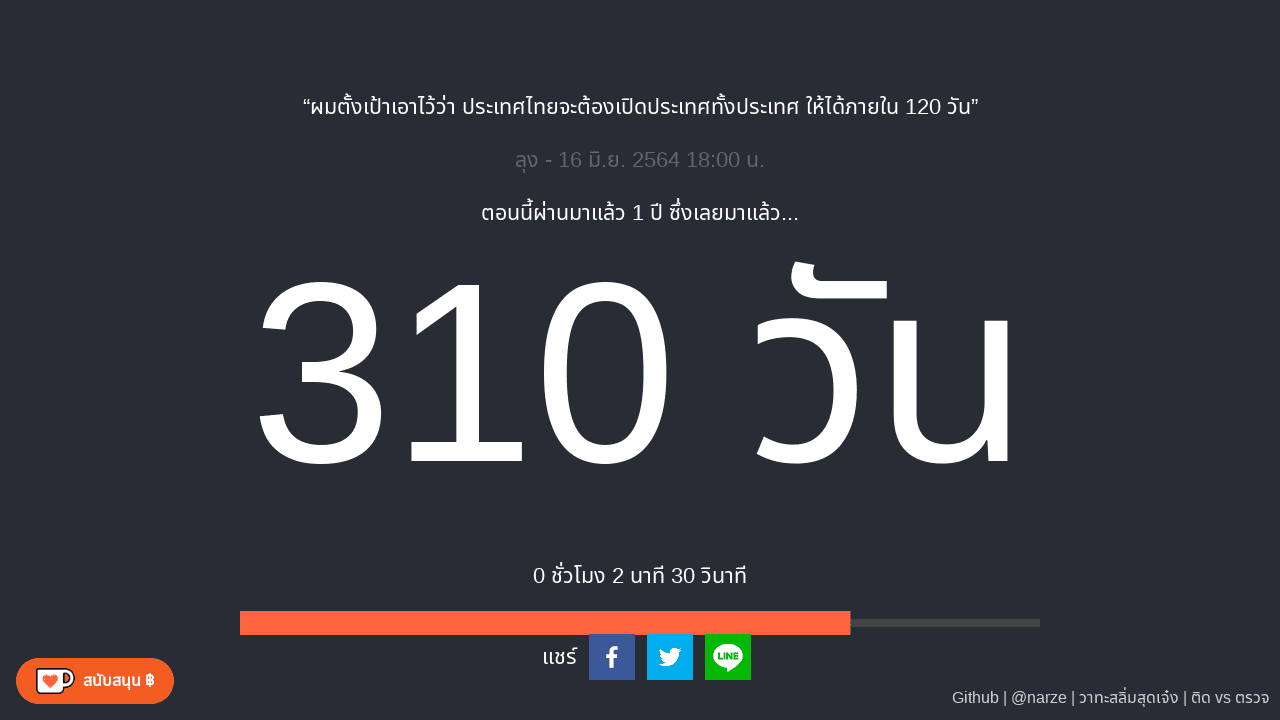 “ผมตั้งเป้าเอาไว้ว่า ประเทศไทยจะต้องเปิดประเทศทั้งประเทศ ให้ได้ภายใน 120 วัน”
ลุง - 16 มิ.ย. 2564 18:00 น.
ตอนนี้ผ่านมาแล้ว 1 ปี ซึ่งเลยมาแล้ว...
310 วัน
0 ชั่วโมง 2 นาที 30 วินาที
แชร์
LINE
สนับสนุน ฿
Github | @narze | วาทะสลิ่มสุดเจ๋ง | ติด vs ตรวจ